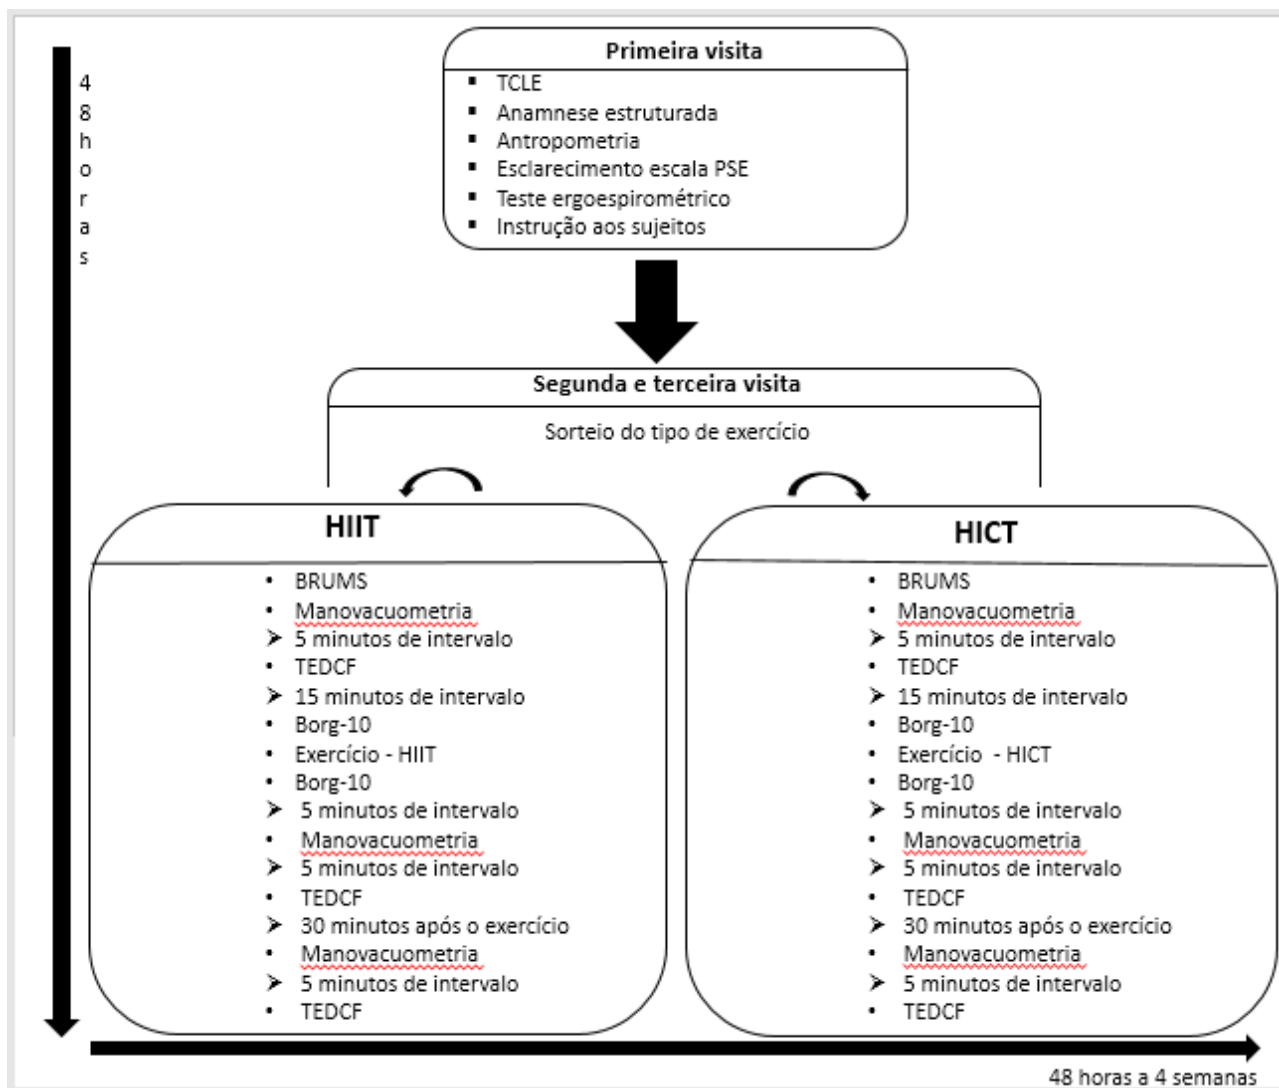 48horas
Primeira visita
▪ TCLE
▪ Anamnese estruturada
▪ Antropometria
▪ Esclarecimento escala PSE
▪ Teste ergoespirométrico
▪ Instrução aos sujeitos
Segunda e terceira visita
Sorteio do tipo de exercício
HIIT
• BRUMS
• Manovacuometria
➤ 5 minutos de intervalo
• TEDCF
➤ 15 minutos de intervalo
• Borg-10
• Exercício - HIIT
• Borg-10
➤ 5 minutos de intervalo
• Manovacuometria
➤ 5 minutos de intervalo
• TEDCF
➤ 30 minutos após o exercício
• Manovacuometria
➤ 5 minutos de intervalo
• TEDCF
HICT
• BRUMS
• Manovacuometria
➤ 5 minutos de intervalo
• TEDCF
➤ 15 minutos de intervalo
• Borg-10
• Exercício - HICT
• Borg-10
➤ 5 minutos de intervalo
• Manovacuometria
➤ 5 minutos de intervalo
• TEDCF
➤ 30 minutos após o exercício
• Manovacuometria
➤ 5 minutos de intervalo
• TEDCF
48 horas a 4 semanas